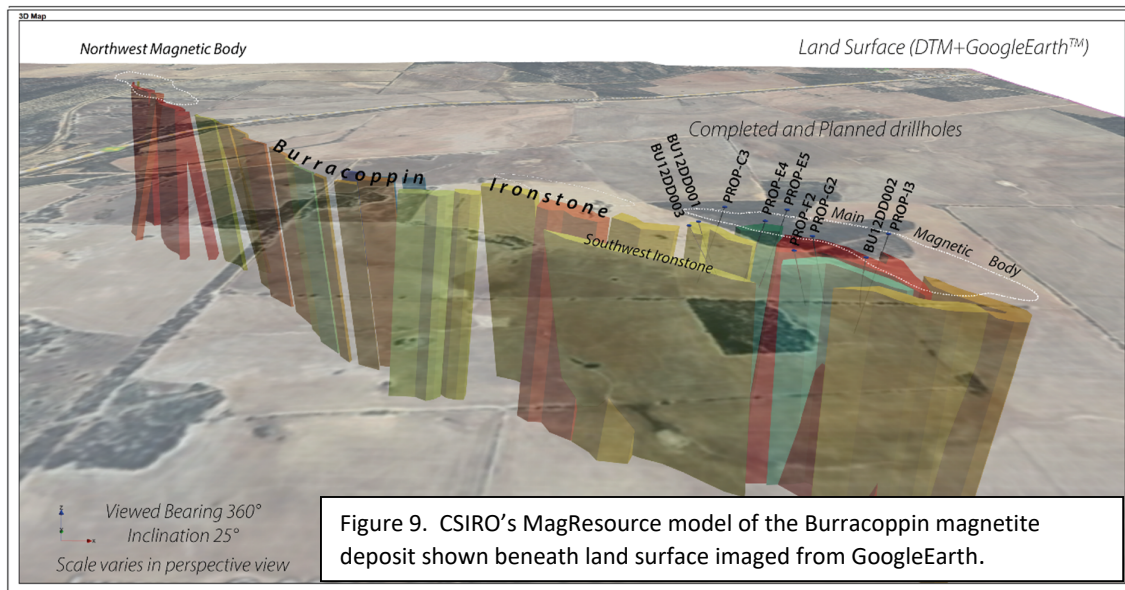 3D Map
Northwest Magnetic Body
Land Surface (DTM+GoogleEarth™)
Completed and Planned drillholes
Burracoppin Ironstone
Southwest Ironstone
BU12DD003
BU12DD001
PROP-C3
PROP-E4
PROP-E5
PROP-F2
PROP-G2
BU12DD002
PROP-I3
Main Magnetic Body
Viewed Bearing 360°
Inclination 25°
Scale varies in perspective view
x
Figure 9. CSIRO's MagResource model of the Burracoppin magnetite
deposit shown beneath land surface imaged from GoogleEarth.